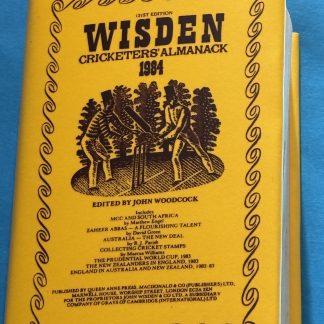 121ST EDITION
WISDEN
CRICKETERS' ALMANACK
1984
EDITED BY JOHN WOODCOCK
Includes
MCC AND SOUTH AFRICA
by Matthew Engel
ZAHEER ABBAS – A FLOURISHING TALENT
by David Green
AUSTRALIA – THE NEW DEAL
by R. J. Parish
COLLECTING CRICKET STAMPS
by Marcus Williams
THE PRUDENTIAL WORLD CUP, 1983
THE NEW ZEALANDERS IN ENGLAND, 1983
ENGLAND IN AUSTRALIA AND NEW ZEALAND, 1982-83
PUBLISHED BY QUEEN ANNE PRESS, MACDONALD & CO (PUBLISHERS) LTD,
MAXWELL HOUSE, WORSHIP STREET, LONDON EC2A 2EN
FOR THE PROPRIETORS JOHN WISDEN & CO LTD, A SUBSIDIARY
COMPANY OF GRAYS OF CAMBRIDGE (INTERNATIONAL) LTD